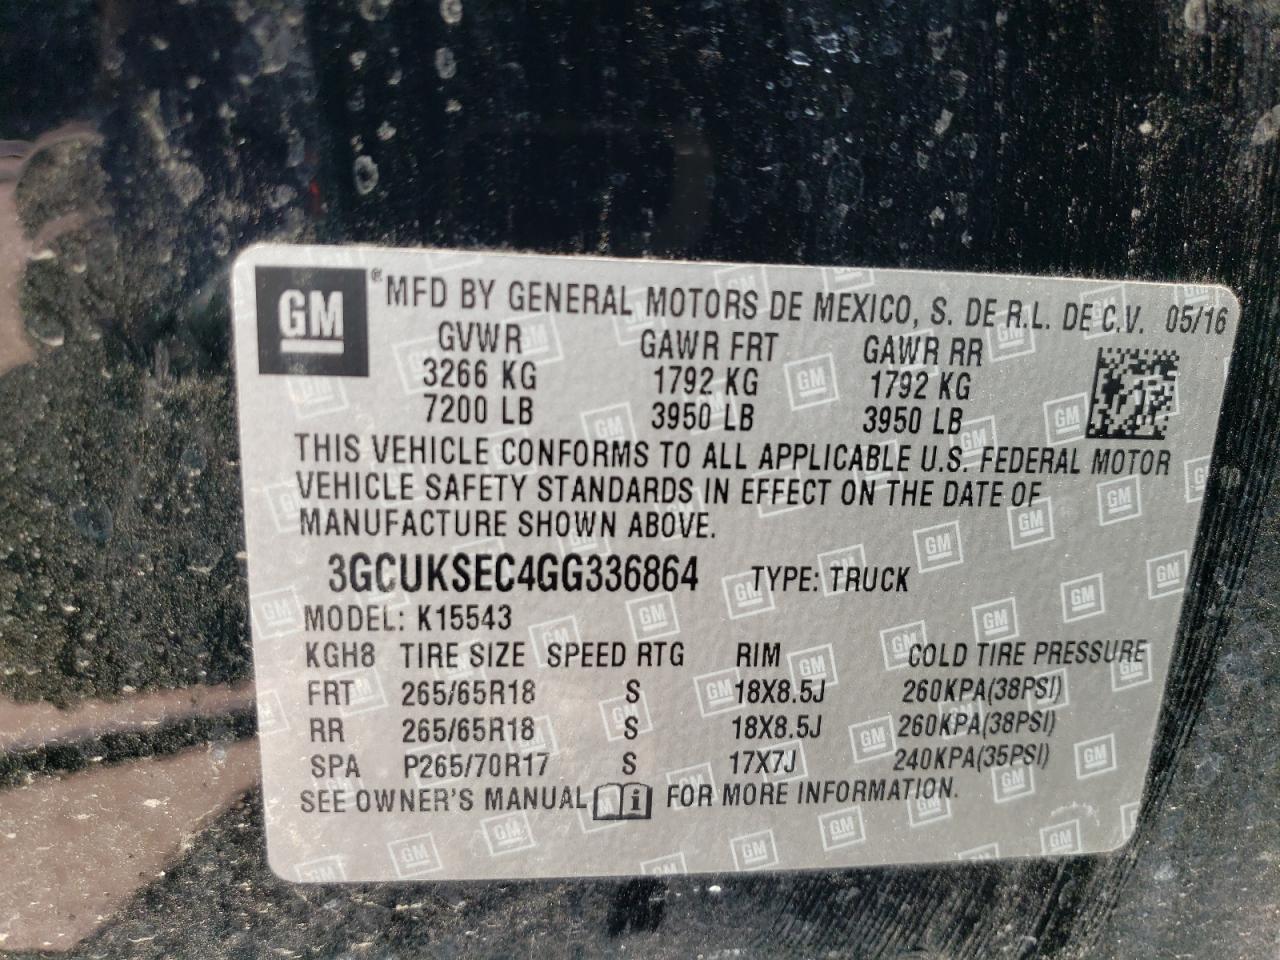 GM ® MFD BY GENERAL MOTORS DE MEXICO, S. DE R.L. DE C.V. 05/16
GVWR GAWR FRT GAWR RR
3266 KG 1792 KG 1792 KG
7200 LB 3950 LB 3950 LB
THIS VEHICLE CONFORMS TO ALL APPLICABLE U.S. FEDERAL MOTOR
VEHICLE SAFETY STANDARDS IN EFFECT ON THE DATE OF
MANUFACTURE SHOWN ABOVE.
3GCUKSEC4GG336864 TYPE: TRUCK
MODEL: K15543
KGH8 TIRE SIZE SPEED RTG RIM COLD TIRE PRESSURE
FRT 265/65R18 S 18X8.5J 260KPA(38PSI)
RR 265/65R18 S 18X8.5J 260KPA(38PSI)
SPA P265/70R17 S 17X7J 240KPA(35PSI)
SEE OWNER'S MANUAL i FOR MORE INFORMATION.